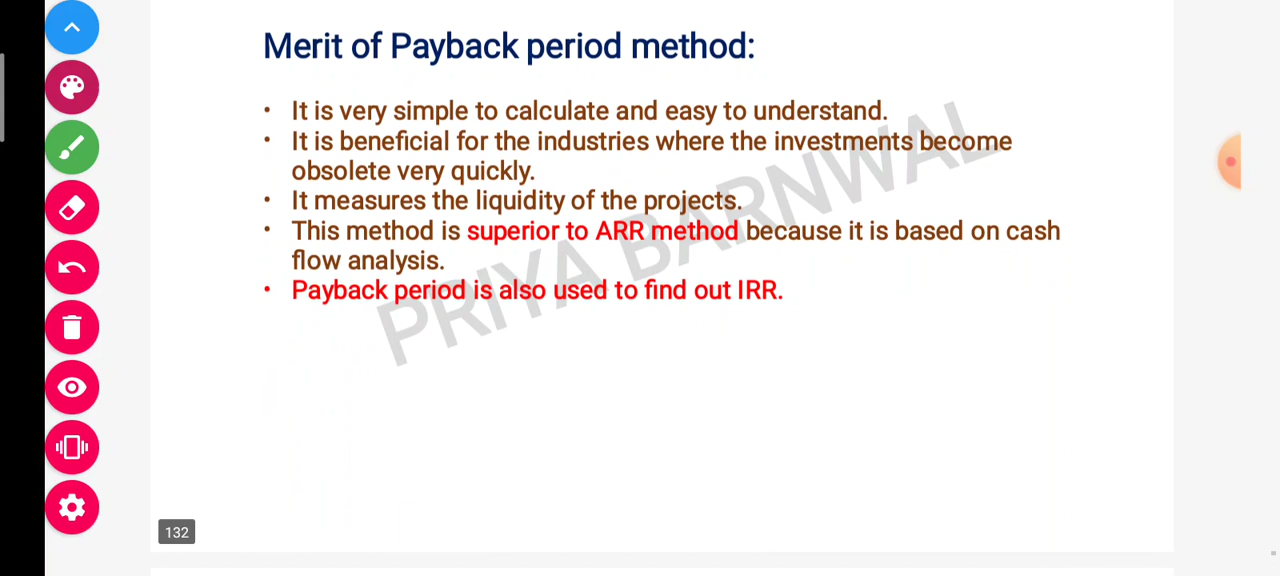 Merit of Payback period method:
• It is very simple to calculate and easy to understand.
• It is beneficial for the industries where the investments become
obsolete very quickly.
• It measures the liquidity of the projects.
• This method is superior to ARR method because it is based on cash
flow analysis.
• Payback period is also used to find out IRR.
PRIYA BARNWAL
132